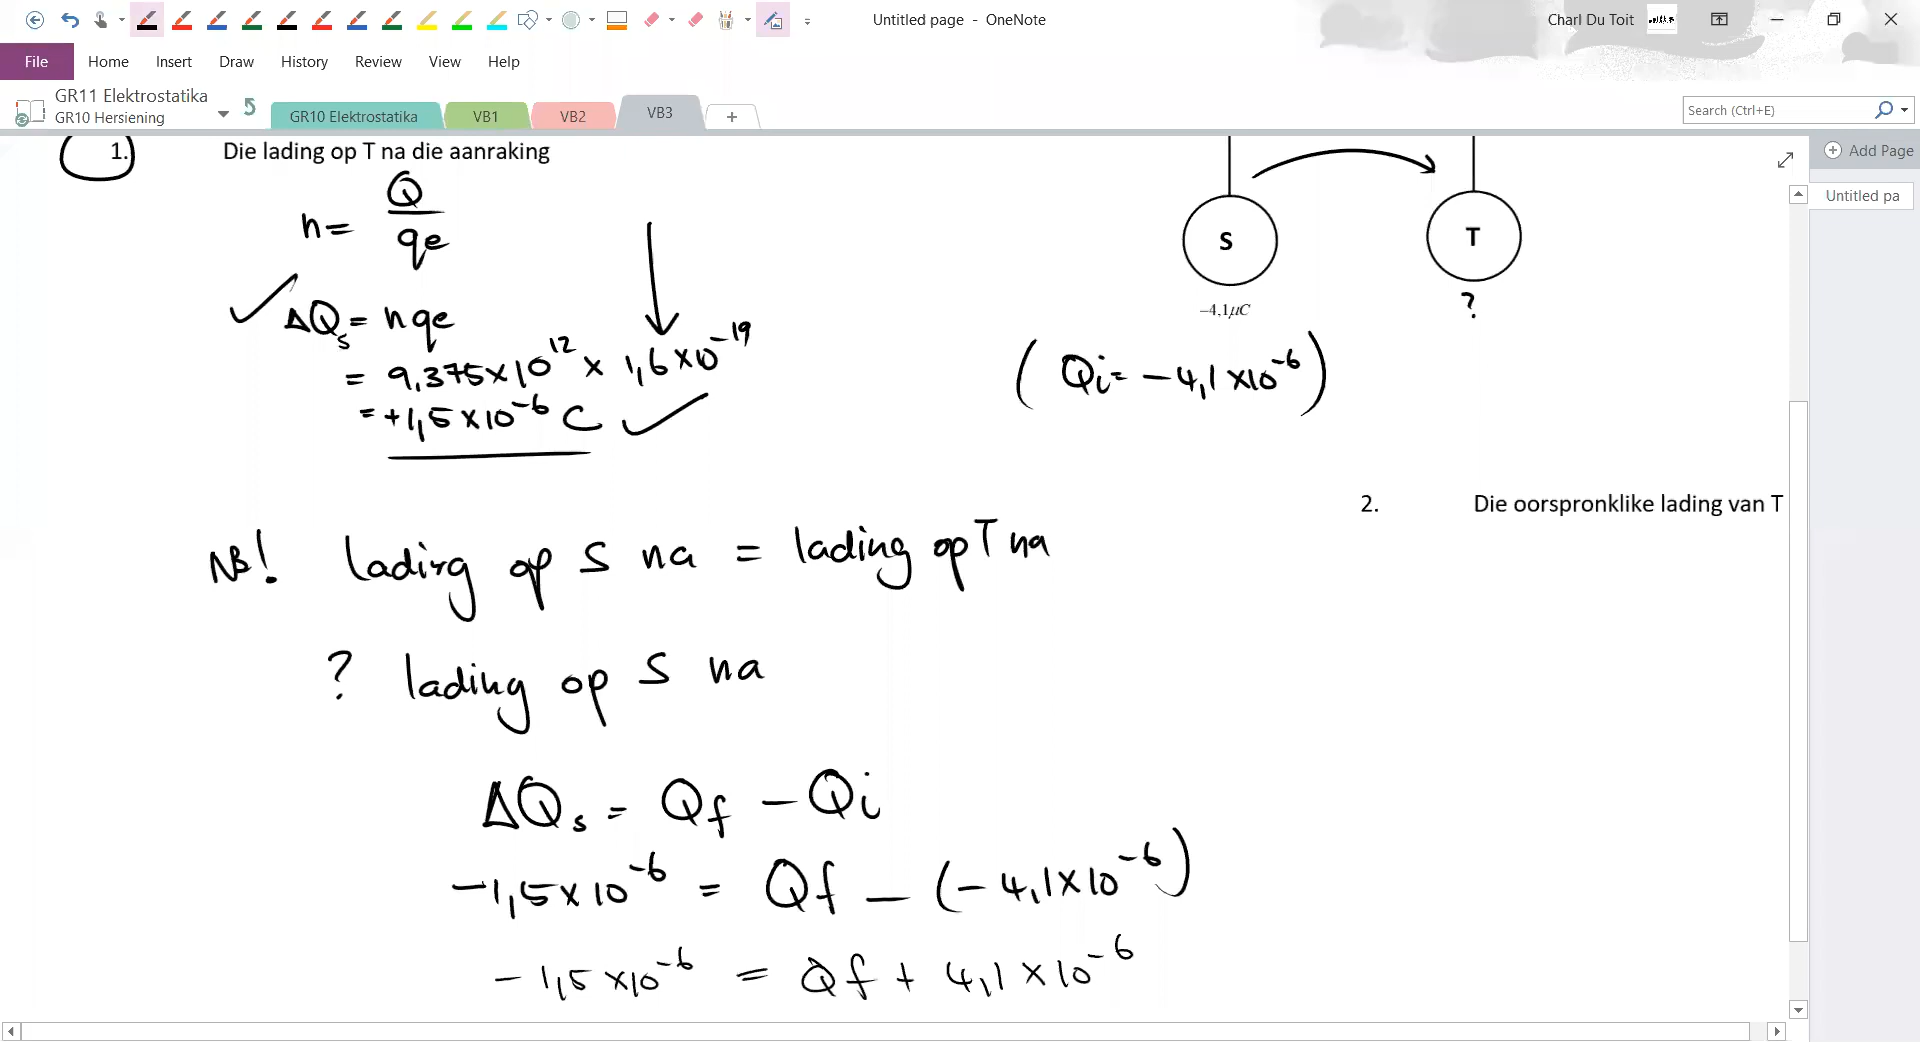 Untitled page - OneNote
Charl Du Toit
File Home Insert Draw History Review View Help
GR11 Elektrostatika
GR10 Hersiening
GR10 Elektrostatika VB1 VB2 VB3 +
Search (Ctrl+E)
Add Page
Untitled pa
1. Die lading op T na die aanraking
n = Q/qe
ΔQs = nqe
= 9,375×10¹² × 1,6×10⁻¹⁹
= +1,5×10⁻⁶ C
S
T
−4,1μC
?
(Qi = −4,1×10⁻⁶)
2. Die oorspronklike lading van T
NB! lading op S na = lading op T na
? lading op S na
ΔQs = Qf − Qi
−1,5×10⁻⁶ = Qf − (−4,1×10⁻⁶)
−1,5×10⁻⁶ = Qf + 4,1×10⁻⁶